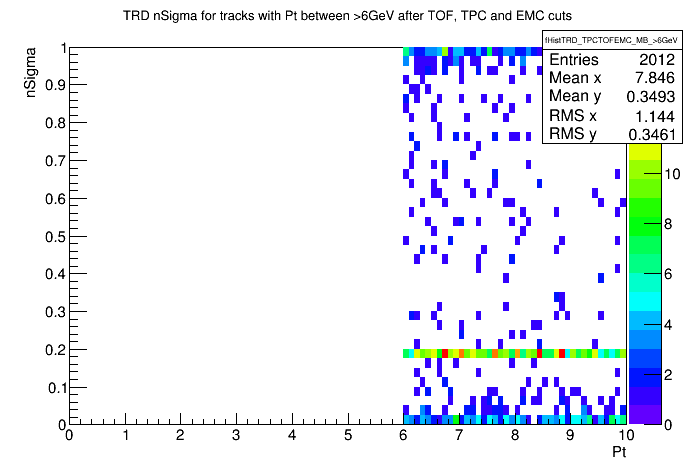 TRD nSigma for tracks with Pt between >6GeV after TOF, TPC and EMC cuts
fHistTRD_TPCTOFEMC_MB_>6GeV
Entries 2012
Mean x 7.846
Mean y 0.3493
RMS x 1.144
RMS y 0.3461
nSigma
1
0.9
0.8
0.7
0.6
0.5
0.4
0.3
0.2
0.1
0
10
8
6
4
2
0
0 1 2 3 4 5 6 7 8 9 10
Pt